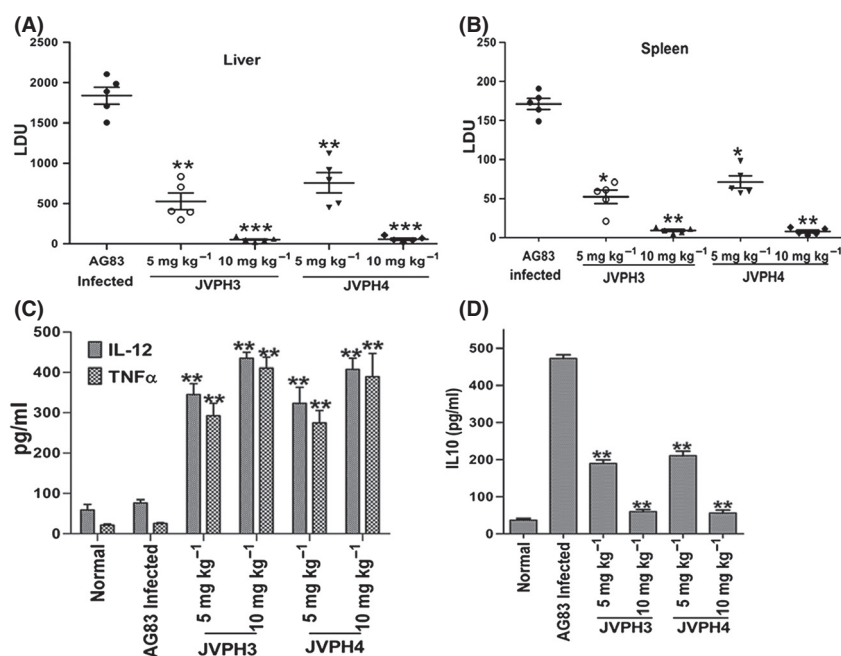 (A)
Liver
LDU
2500
2000
1500
1000
500
0
**
***
**
***
AG83
Infected
5 mg kg⁻¹ 10 mg kg⁻¹ 5 mg kg⁻¹ 10 mg kg⁻¹
JVPH3 JVPH4
(B)
Spleen
LDU
250
200
150
100
50
0
*
**
*
**
AG83
infected
5 mg kg⁻¹ 10 mg kg⁻¹ 5 mg kg⁻¹ 10 mg kg⁻¹
JVPH3 JVPH4
(C)
IL-12
TNFα
pg/ml
500
400
300
200
100
0
** ** ** ** ** ** ** **
Normal
AG83 Infected
5 mg kg⁻¹
10 mg kg⁻¹
5 mg kg⁻¹
10 mg kg⁻¹
JVPH3 JVPH4
(D)
IL10 (pg/ml)
500
400
300
200
100
0
** ** ** **
Normal
AG83 Infected
5 mg kg⁻¹
10 mg kg⁻¹
5 mg kg⁻¹
10 mg kg⁻¹
JVPH3 JVPH4